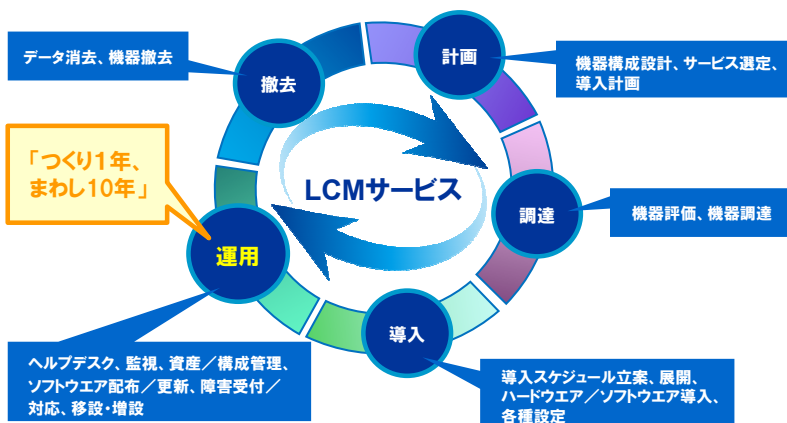 計画
機器構成設計、サービス選定、
導入計画
調達
機器評価、機器調達
導入
導入スケジュール立案、展開、
ハードウエア／ソフトウエア導入、
各種設定
運用
「つくり1年、
まわし10年」
ヘルプデスク、監視、資産／構成管理、
ソフトウエア配布／更新、障害受付／
対応、移設・増設
撤去
データ消去、機器撤去
LCMサービス